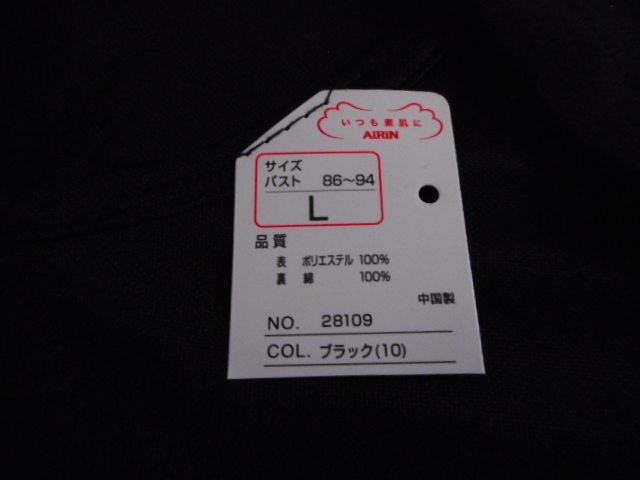 いつも素肌に
AiRiN
サイズ
バスト 86〜94
L
品質
表 ポリエステル 100%
裏 綿 100%
中国製
NO. 28109
COL. ブラック(10)